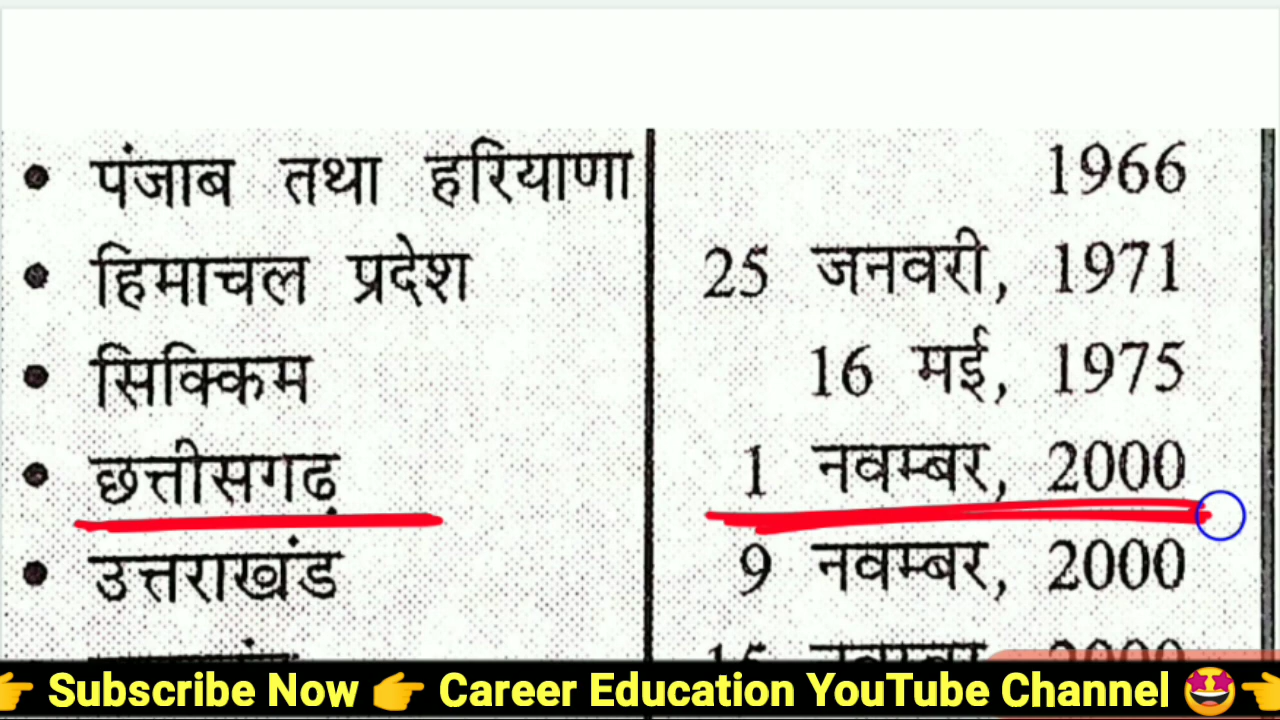 • पंजाब तथा हरियाणा 1966
• हिमाचल प्रदेश 25 जनवरी, 1971
• सिक्किम 16 मई, 1975
• छत्तीसगढ़ 1 नवम्बर, 2000
• उत्तराखंड 9 नवम्बर, 2000
👉 Subscribe Now 👉 Career Education YouTube Channel 🤩👈